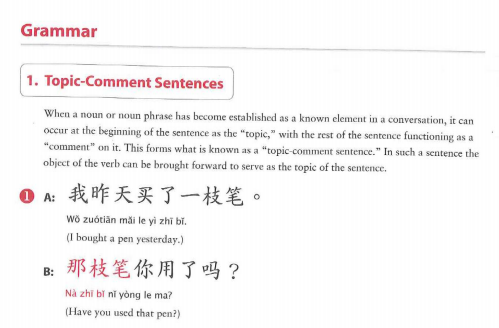 Grammar
1. Topic-Comment Sentences
When a noun or noun phrase has become established as a known element in a conversation, it can
occur at the beginning of the sentence as the “topic,” with the rest of the sentence functioning as a
“comment” on it. This forms what is known as a “topic-comment sentence.” In such a sentence the
object of the verb can be brought forward to serve as the topic of the sentence.
1 A: 我昨天买了一枝笔。
Wǒ zuótiān mǎi le yì zhī bǐ.
(I bought a pen yesterday.)
B: 那枝笔你用了吗？
Nà zhī bǐ nǐ yòng le ma?
(Have you used that pen?)